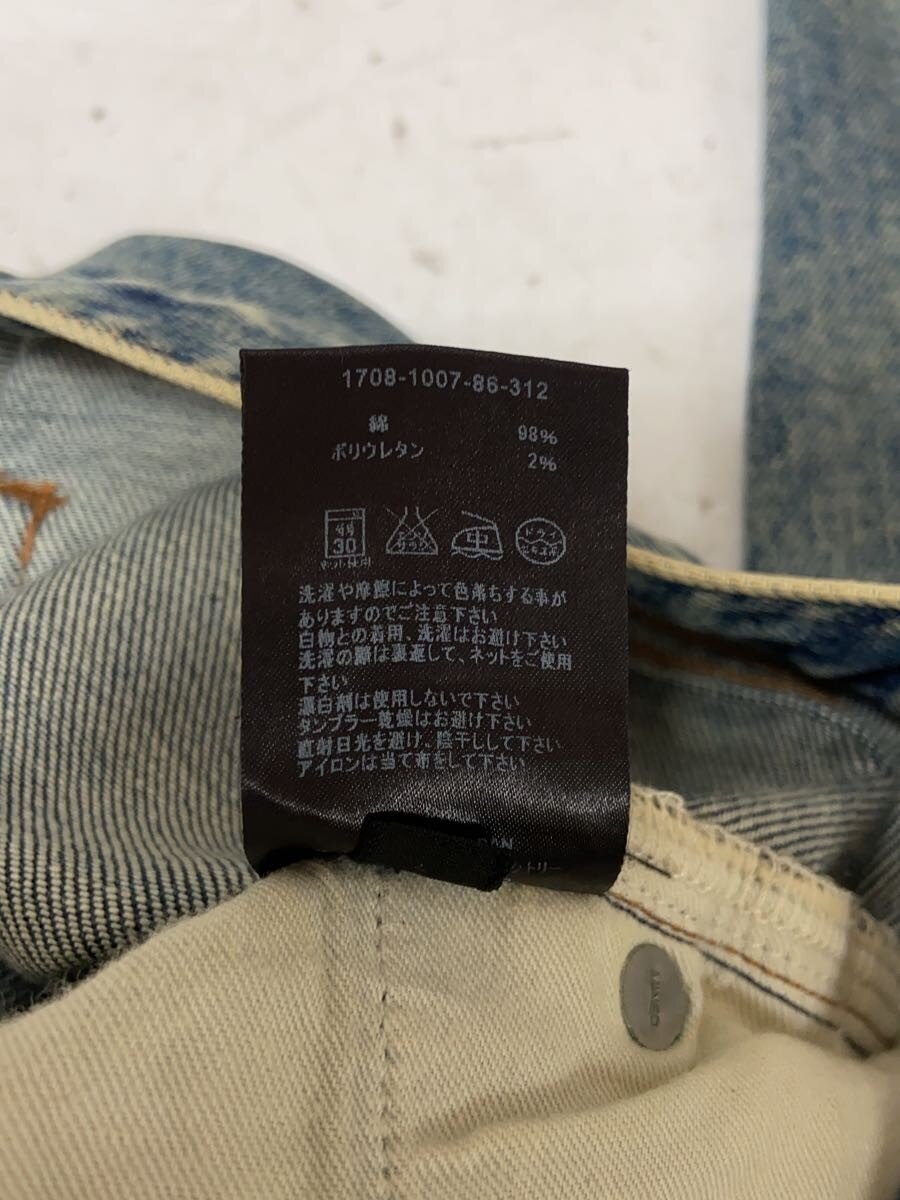 1708-1007-86-312
綿 98%
ポリウレタン 2%
30
ネット使用
中
ドライ
洗濯や摩擦によって色落ちする事が
ありますのでご注意下さい
白物との着用、洗濯はお避け下さい
洗濯の際は裏返して、ネットをご使用
下さい
漂白剤は使用しないで下さい
タンブラー乾燥はお避け下さい
直射日光を避け、陰干しして下さい
アイロンは当て布をして下さい